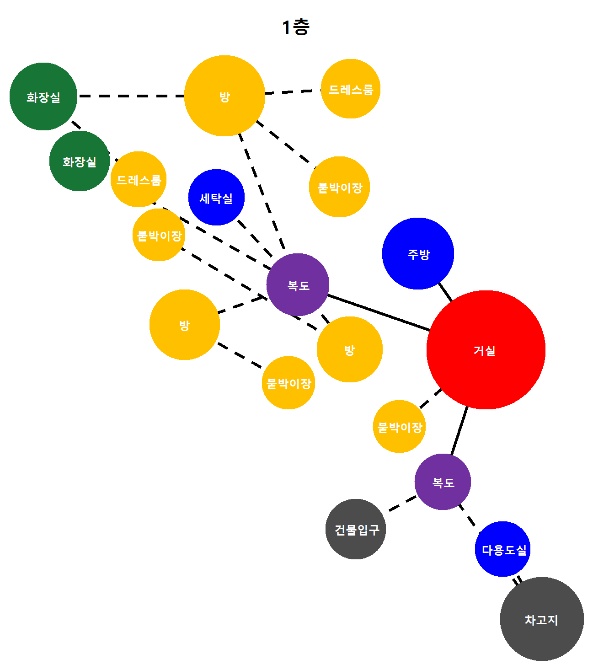 1층
화장실
방
드레스룸
화장실
드레스룸
붙박이장
세탁실
붙박이장
주방
복도
방
방
거실
붙박이장
붙박이장
복도
건물입구
다용도실
차고지